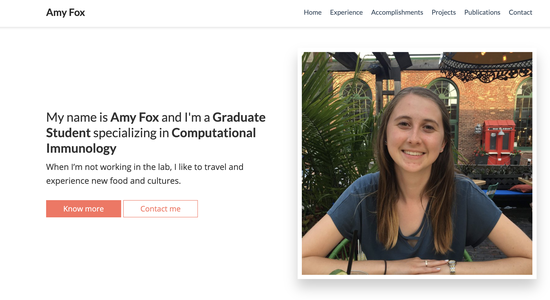 Amy Fox
Home Experience Accomplishments Projects Publications Contact
My name is Amy Fox and I'm a Graduate
Student specializing in Computational
Immunology
When I'm not working in the lab, I like to travel and
experience new food and cultures.
Know more Contact me